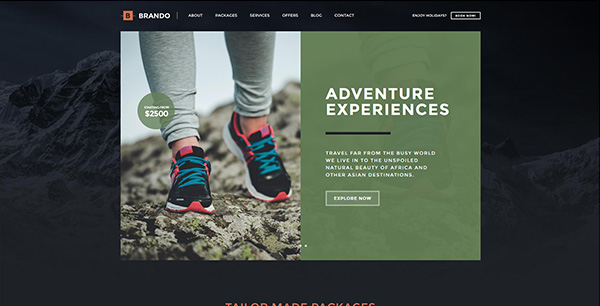 B BRANDO ABOUT PACKAGES SERVICES OFFERS BLOG CONTACT ENJOY HOLIDAYS? BOOK NOW!
STARTING FROM
$2500
ADVENTURE
EXPERIENCES
TRAVEL FAR FROM THE BUSY WORLD
WE LIVE IN TO THE UNSPOILED
NATURAL BEAUTY OF AFRICA AND
OTHER ASIAN DESTINATIONS.
EXPLORE NOW
TAILOR MADE PACKAGES